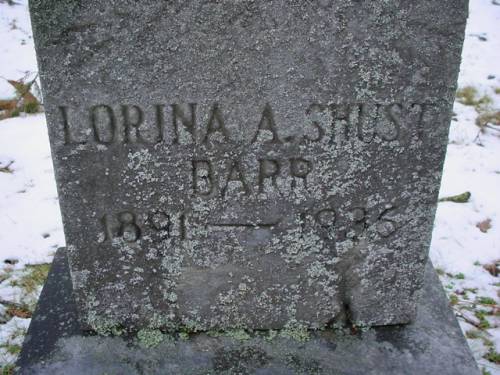 LORINA A. SHUST
BARR
1891 — 1935